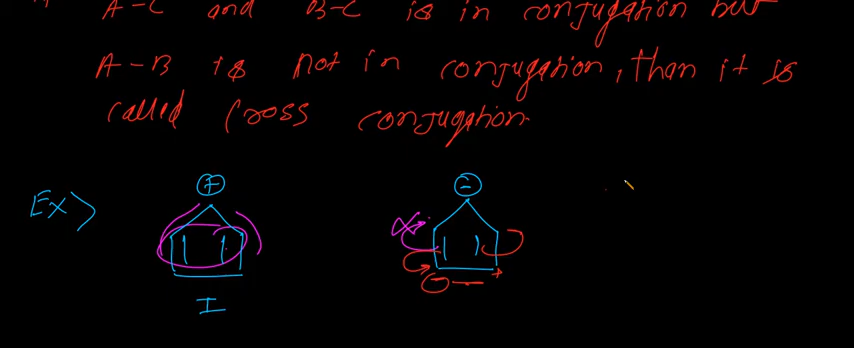 A-C and B-C is in conjugation but
A-B is not in conjugation, than it is
called Cross conjugation
Ex>
+
-
+
I